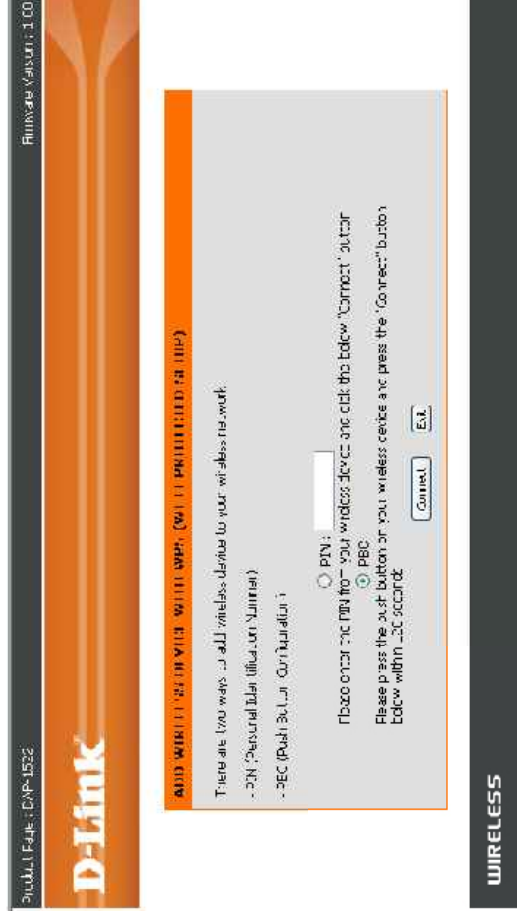 Product Page : DAP-1522
Firmware Version : 1.00
D-Link
ADD WIRELESS DEVICE WITH WPS (WI-FI PROTECTED SETUP)
There are two ways to add wireless device to your wireless network
- PIN (Personal Identification Number)
- PBC (Push Button Configuration)
PIN :
Please enter the PIN from your wireless device and click the below "Connect" button
PBC
Please press the push button on your wireless device and press the "Connect" button
below within 120 seconds
Connect
Exit
WIRELESS